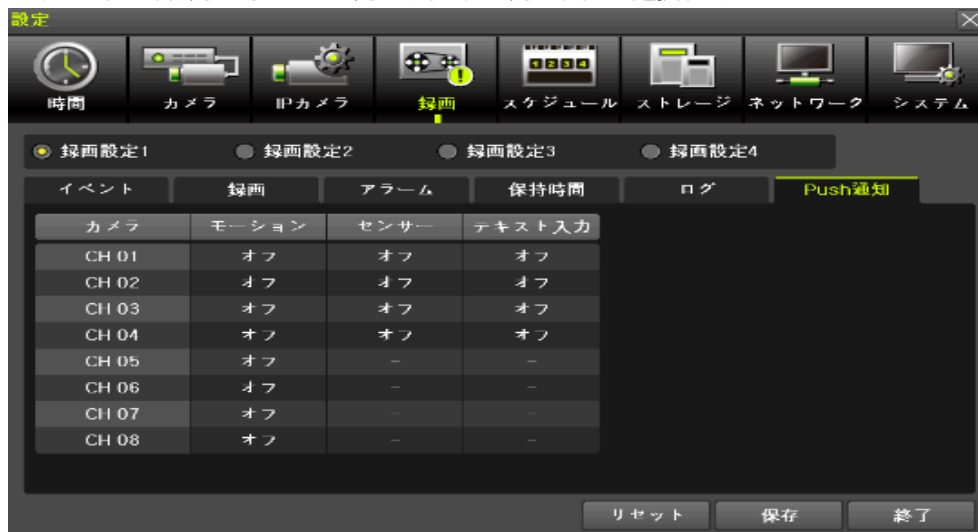 設定
時間 カメラ IPカメラ 録画 スケジュール ストレージ ネットワーク システム
1 2 3 4
録画設定1 録画設定2 録画設定3 録画設定4
イベント 録画 アラーム 保持時間 ログ Push通知
カメラ モーション センサー テキスト入力
CH 01 オフ オフ オフ
CH 02 オフ オフ オフ
CH 03 オフ オフ オフ
CH 04 オフ オフ オフ
CH 05 オフ – –
CH 06 オフ – –
CH 07 オフ – –
CH 08 オフ – –
リセット 保存 終了